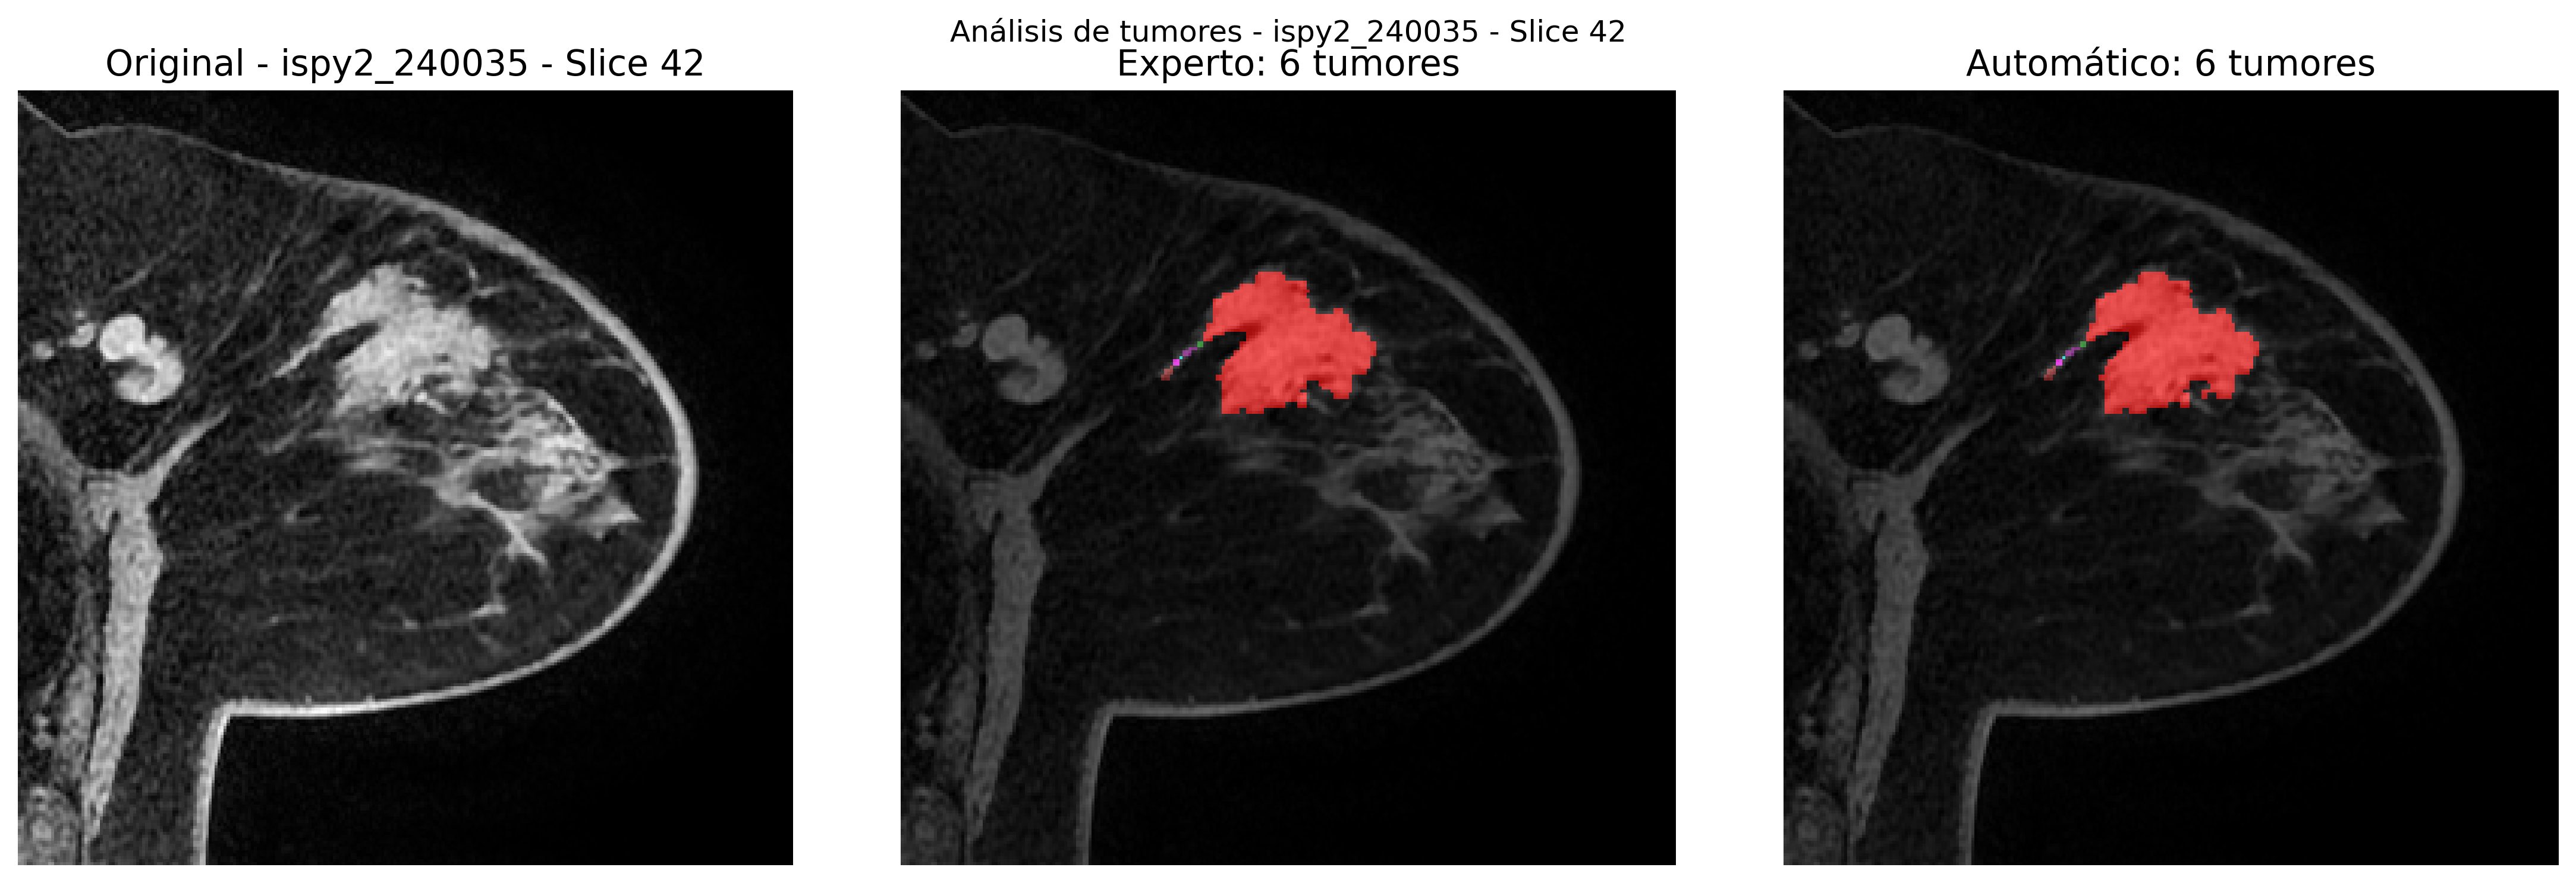 Análisis de tumores - ispy2_240035 - Slice 42
Original - ispy2_240035 - Slice 42
Experto: 6 tumores
Automático: 6 tumores